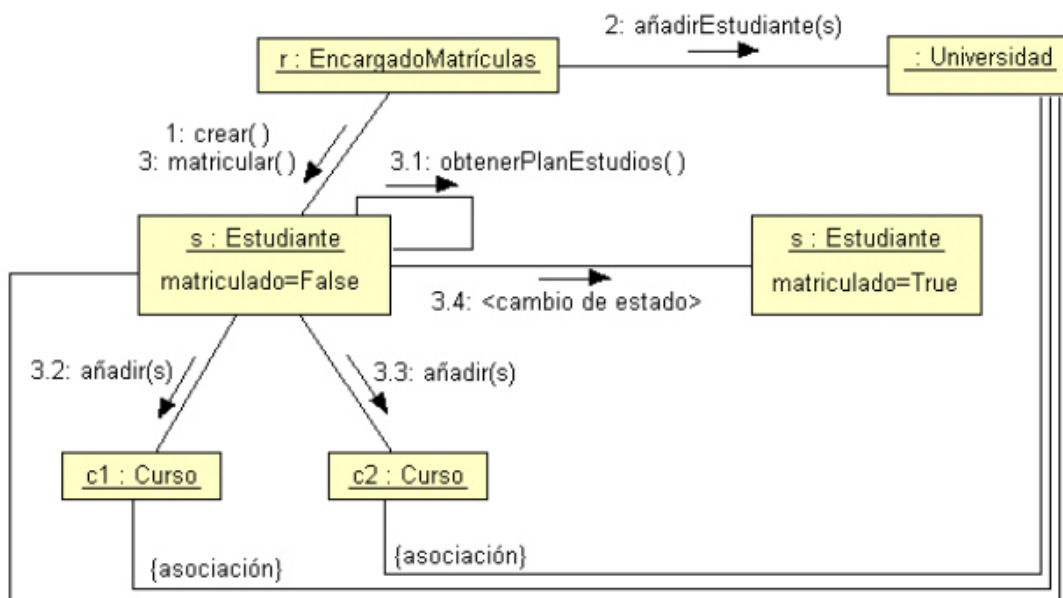 2: añadirEstudiante(s)
r : EncargadoMatrículas
: Universidad
1: crear( )
3: matricular( )
3.1: obtenerPlanEstudios( )
s : Estudiante
matriculado=False
s : Estudiante
matriculado=True
3.4: <cambio de estado>
3.2: añadir(s)
3.3: añadir(s)
c1 : Curso
c2 : Curso
{asociación}
{asociación}